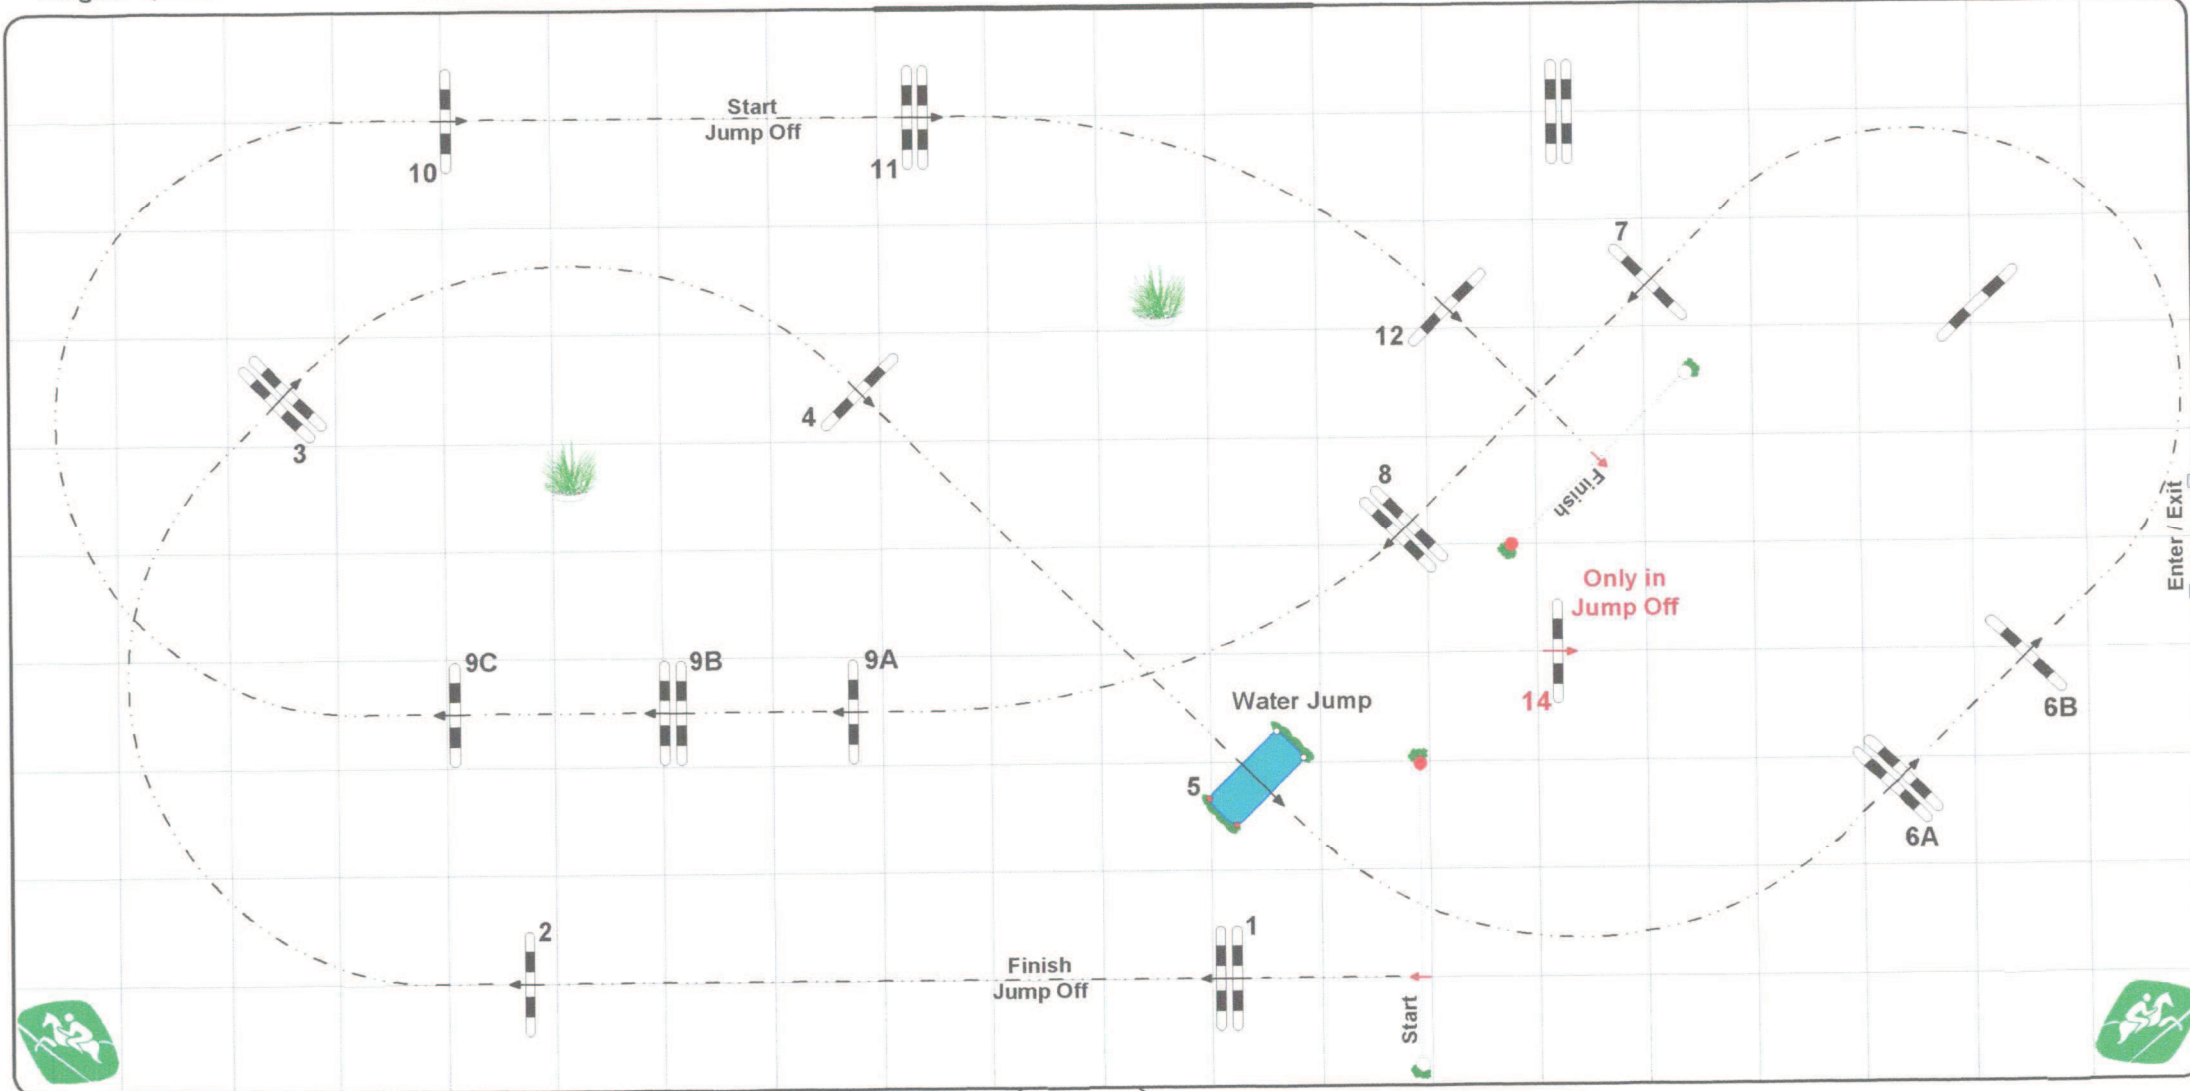 Start
Jump Off
10
11
7
12
3
4
8
Finish
Enter / Exit
Only in
Jump Off
9C
9B
9A
Water Jump
14
6B
5
6A
2
1
Finish
Jump Off
Start